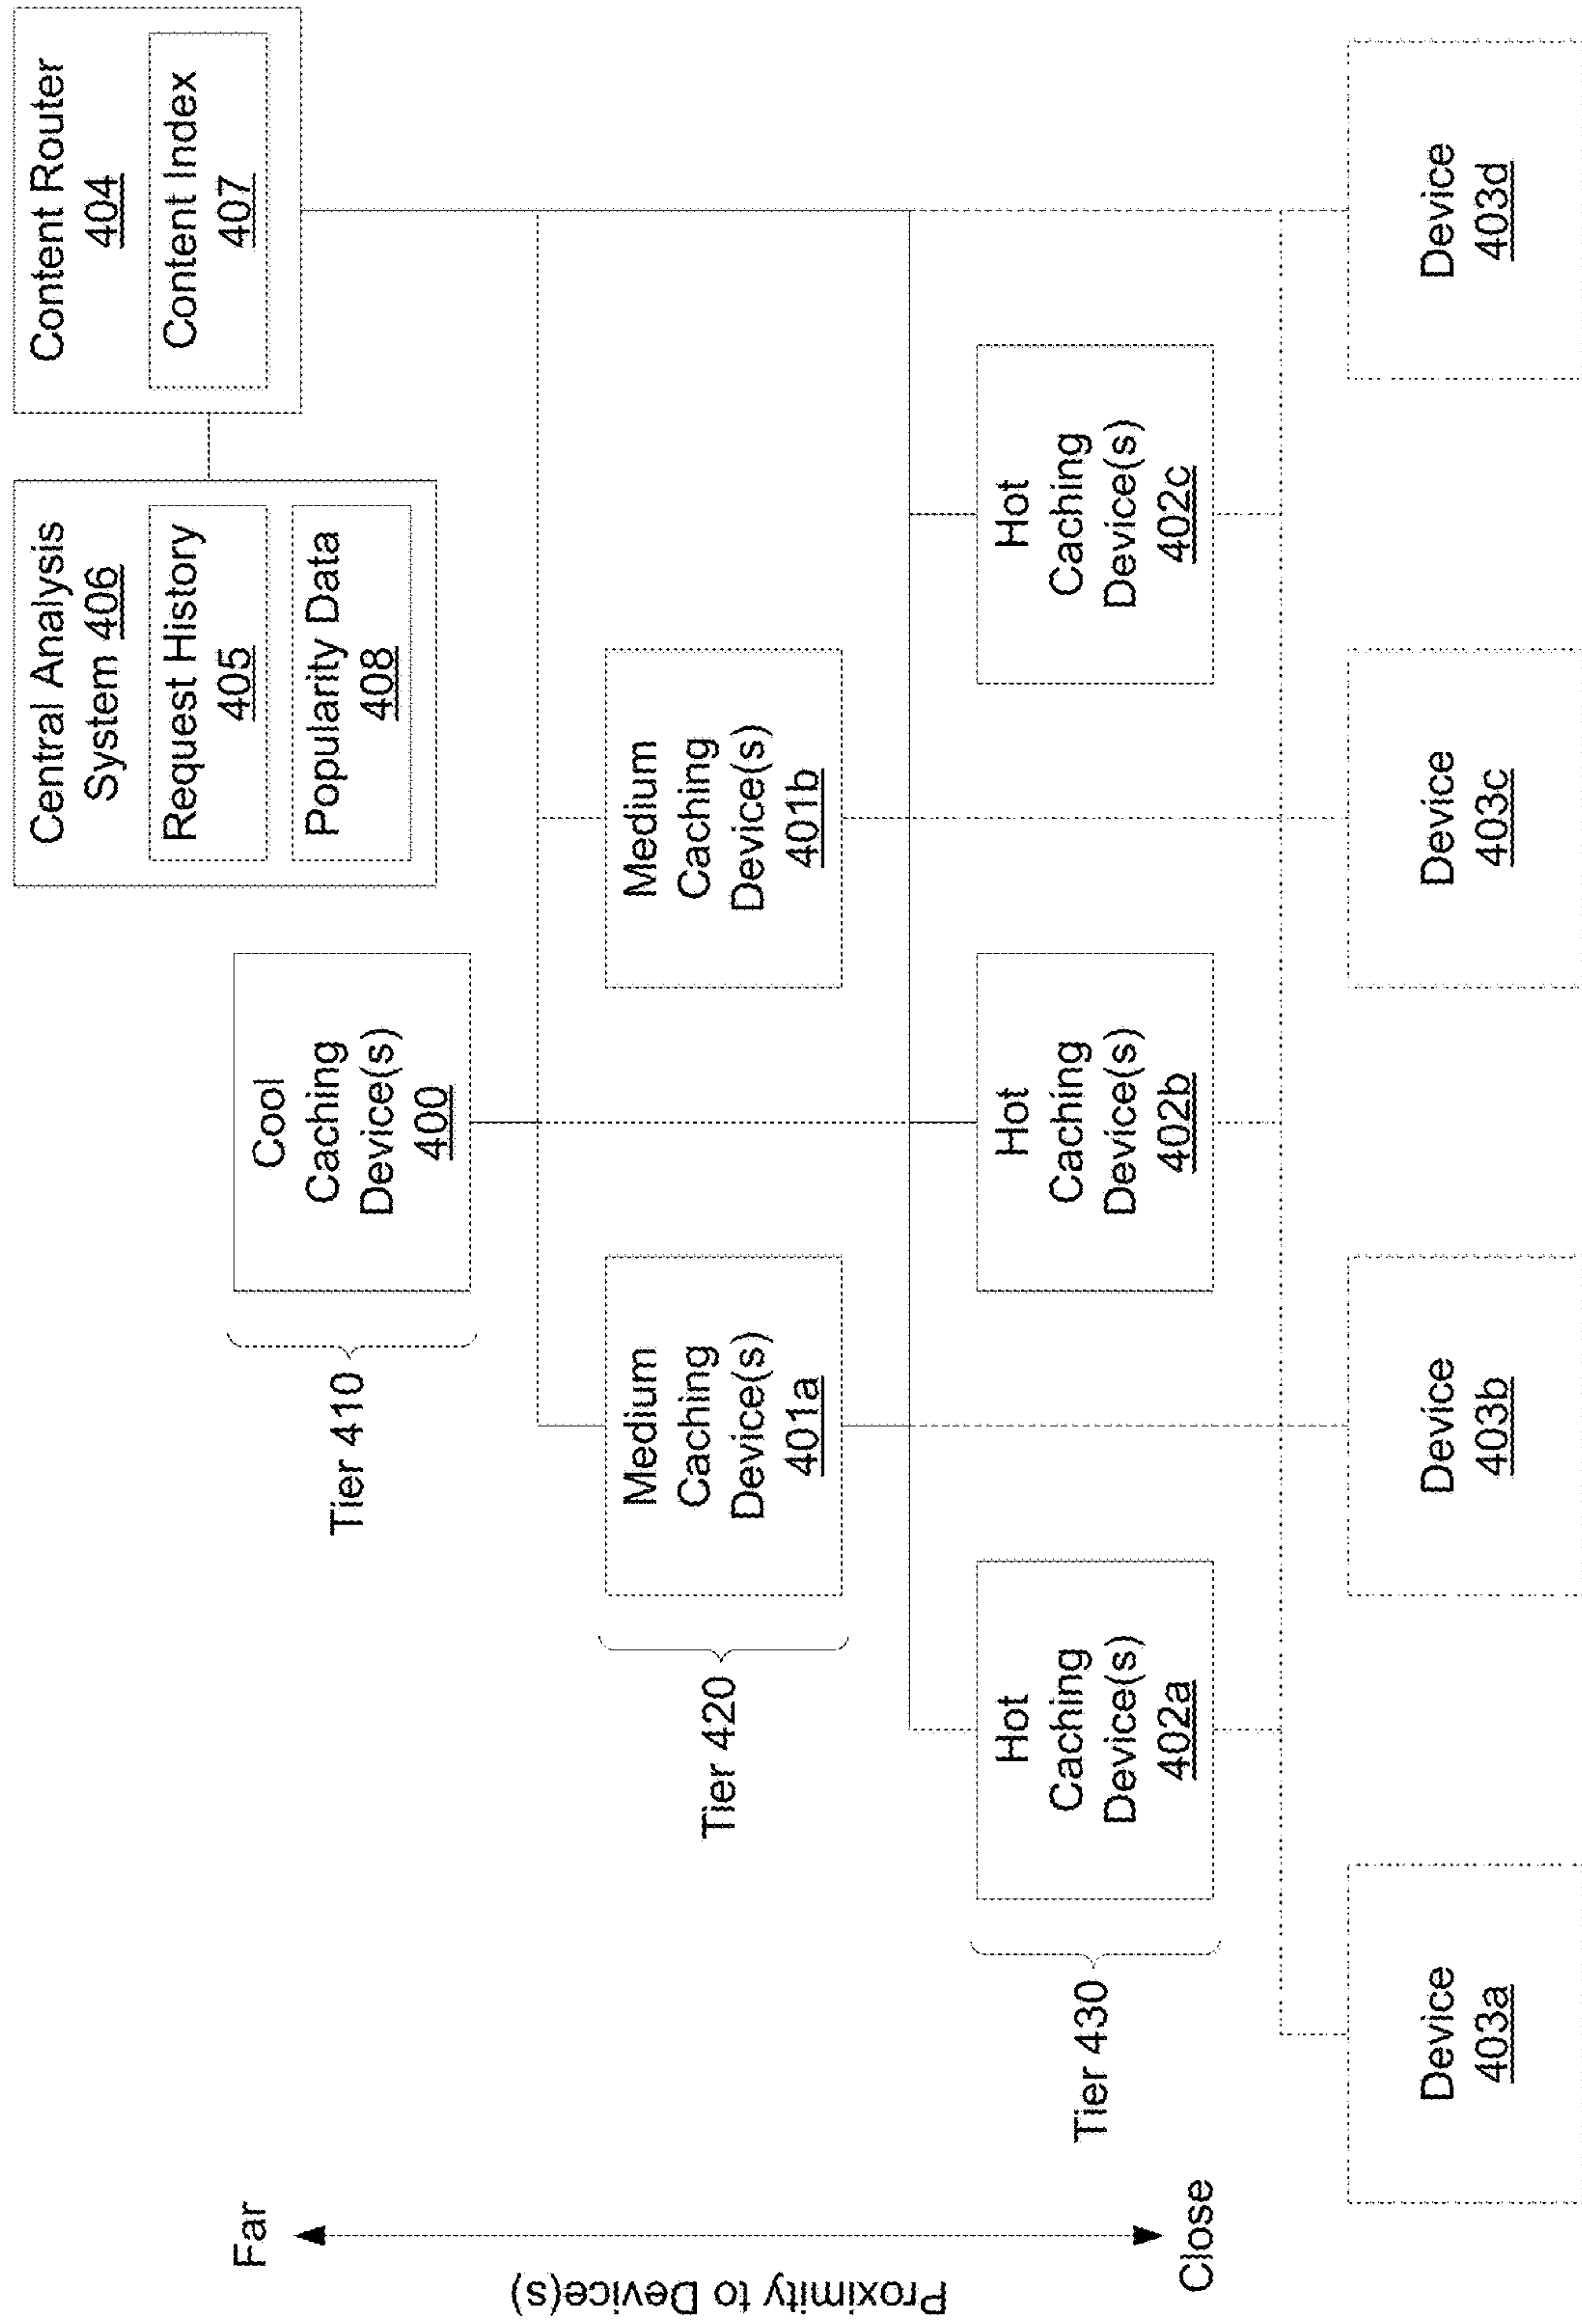 Content Router
404
Content Index
407
Central Analysis
System 406
Request History
405
Popularity Data
408
Cool
Caching
Device(s)
400
Tier 410
Medium
Caching
Device(s)
401a
Medium
Caching
Device(s)
401b
Tier 420
Hot
Caching
Device(s)
402a
Hot
Caching
Device(s)
402b
Hot
Caching
Device(s)
402c
Tier 430
Device
403a
Device
403b
Device
403c
Device
403d
Far
Proximity to Device(s)
Close